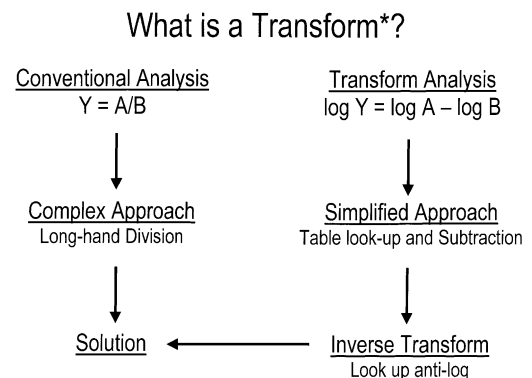 What is a Transform*?
Conventional Analysis
Y = A/B
Complex Approach
Long-hand Division
Solution
Transform Analysis
log Y = log A – log B
Simplified Approach
Table look-up and Subtraction
Inverse Transform
Look up anti-log